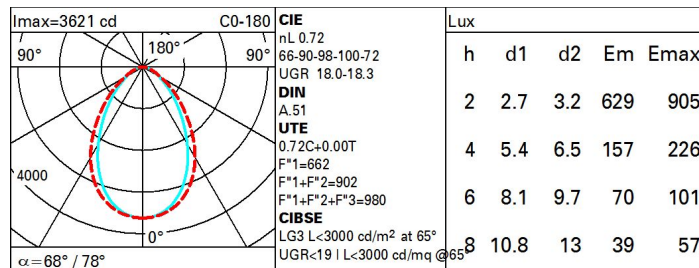 Imax=3621 cd C0-180
90° 180° 90°
4000
0°
α=68° / 78°
CIE
nL 0.72
66-90-98-100-72
UGR 18.0-18.3
DIN
A.51
UTE
0.72C+0.00T
F"1=662
F"1+F"2=902
F"1+F"2+F"3=980
CIBSE
LG3 L<3000 cd/m² at 65°
UGR<19 | L<3000 cd/mq @65°
Lux
h d1 d2 Em Emax
2 2.7 3.2 629 905
4 5.4 6.5 157 226
6 8.1 9.7 70 101
8 10.8 13 39 57